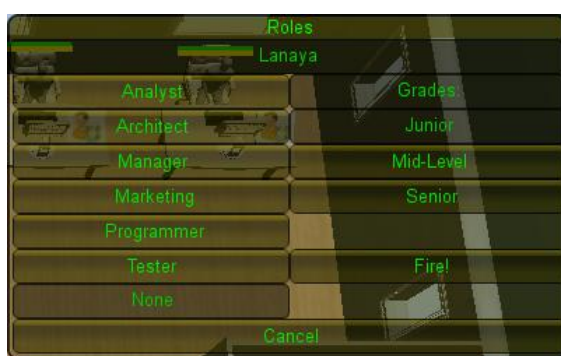 Roles
Lanaya
Analyst
Grades:
Architect
Junior
Manager
Mid-Level
Marketing
Senior
Programmer
Tester
Fire!
None
Cancel